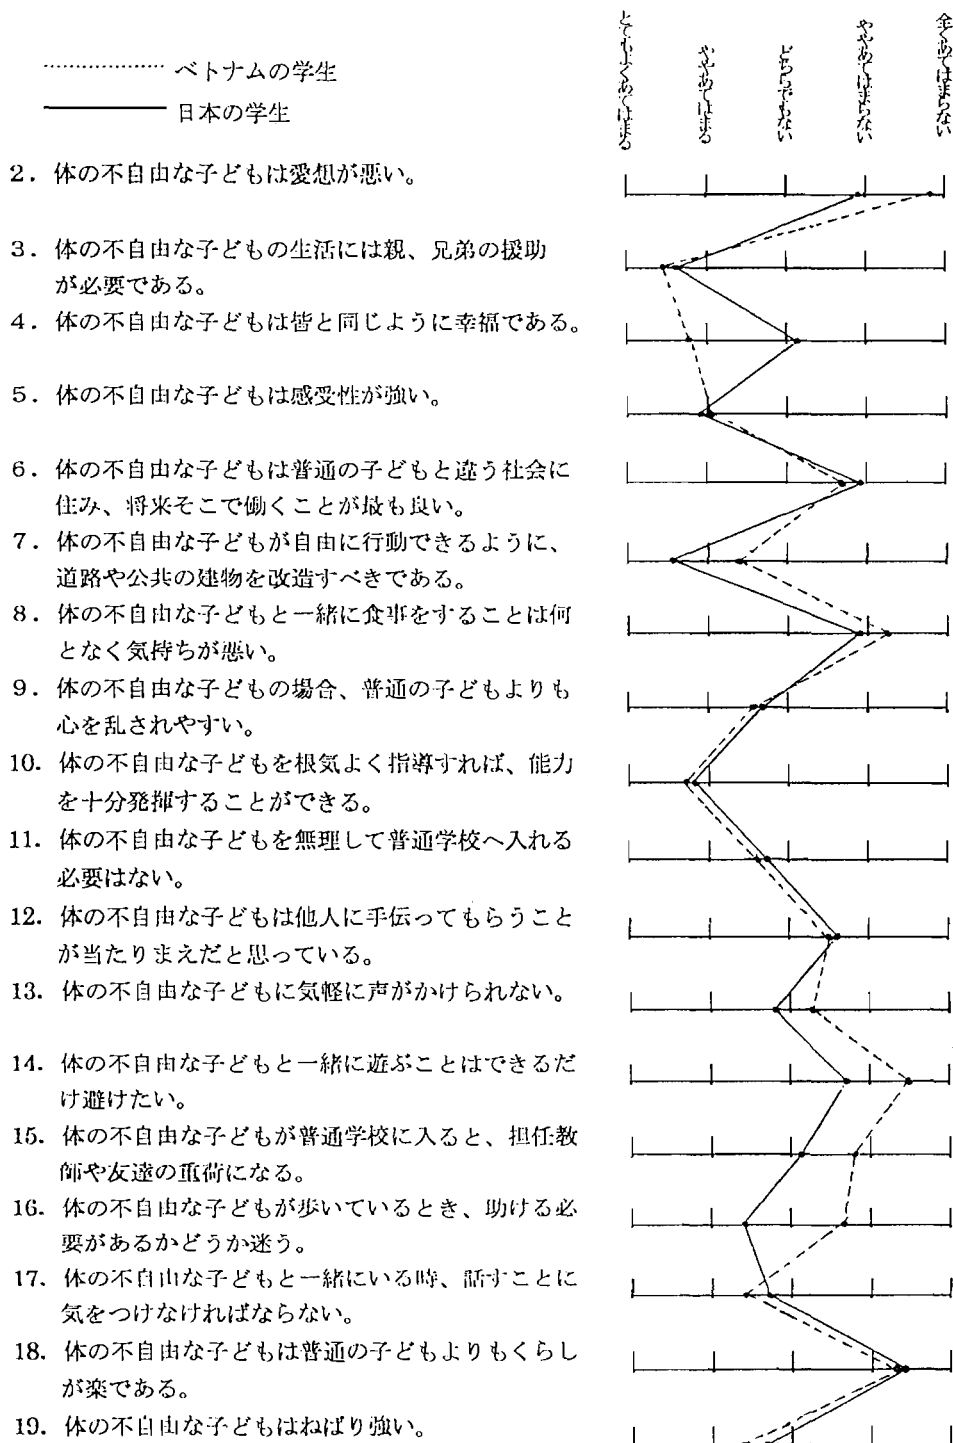 とてもよくあてはまる
ややあてはまる
どちらでもない
ややあてはまらない
全くあてはまらない
ベトナムの学生
日本の学生
2. 体の不自由な子どもは愛想が悪い。
3. 体の不自由な子どもの生活には親、兄弟の援助
が必要である。
4. 体の不自由な子どもは皆と同じように幸福である。
5. 体の不自由な子どもは感受性が強い。
6. 体の不自由な子どもは普通の子どもと違う社会に
住み、将来そこで働くことが最も良い。
7. 体の不自由な子どもが自由に行動できるように、
道路や公共の建物を改造すべきである。
8. 体の不自由な子どもと一緒に食事をすることは何
となく気持ちが悪い。
9. 体の不自由な子どもの場合、普通の子どもよりも
心を乱されやすい。
10. 体の不自由な子どもを根気よく指導すれば、能力
を十分発揮することができる。
11. 体の不自由な子どもを無理して普通学校へ入れる
必要はない。
12. 体の不自由な子どもは他人に手伝ってもらうこと
が当たりまえだと思っている。
13. 体の不自由な子どもに気軽に声がかけられない。
14. 体の不自由な子どもと一緒に遊ぶことはできるだ
け避けたい。
15. 体の不自由な子どもが普通学校に入ると、担任教
師や友達の重荷になる。
16. 体の不自由な子どもが歩いているとき、助ける必
要があるかどうか迷う。
17. 体の不自由な子どもと一緒にいる時、話すことに
気をつけなければならない。
18. 体の不自由な子どもは普通の子どもよりもくらし
が楽である。
19. 体の不自由な子どもはねばり強い。